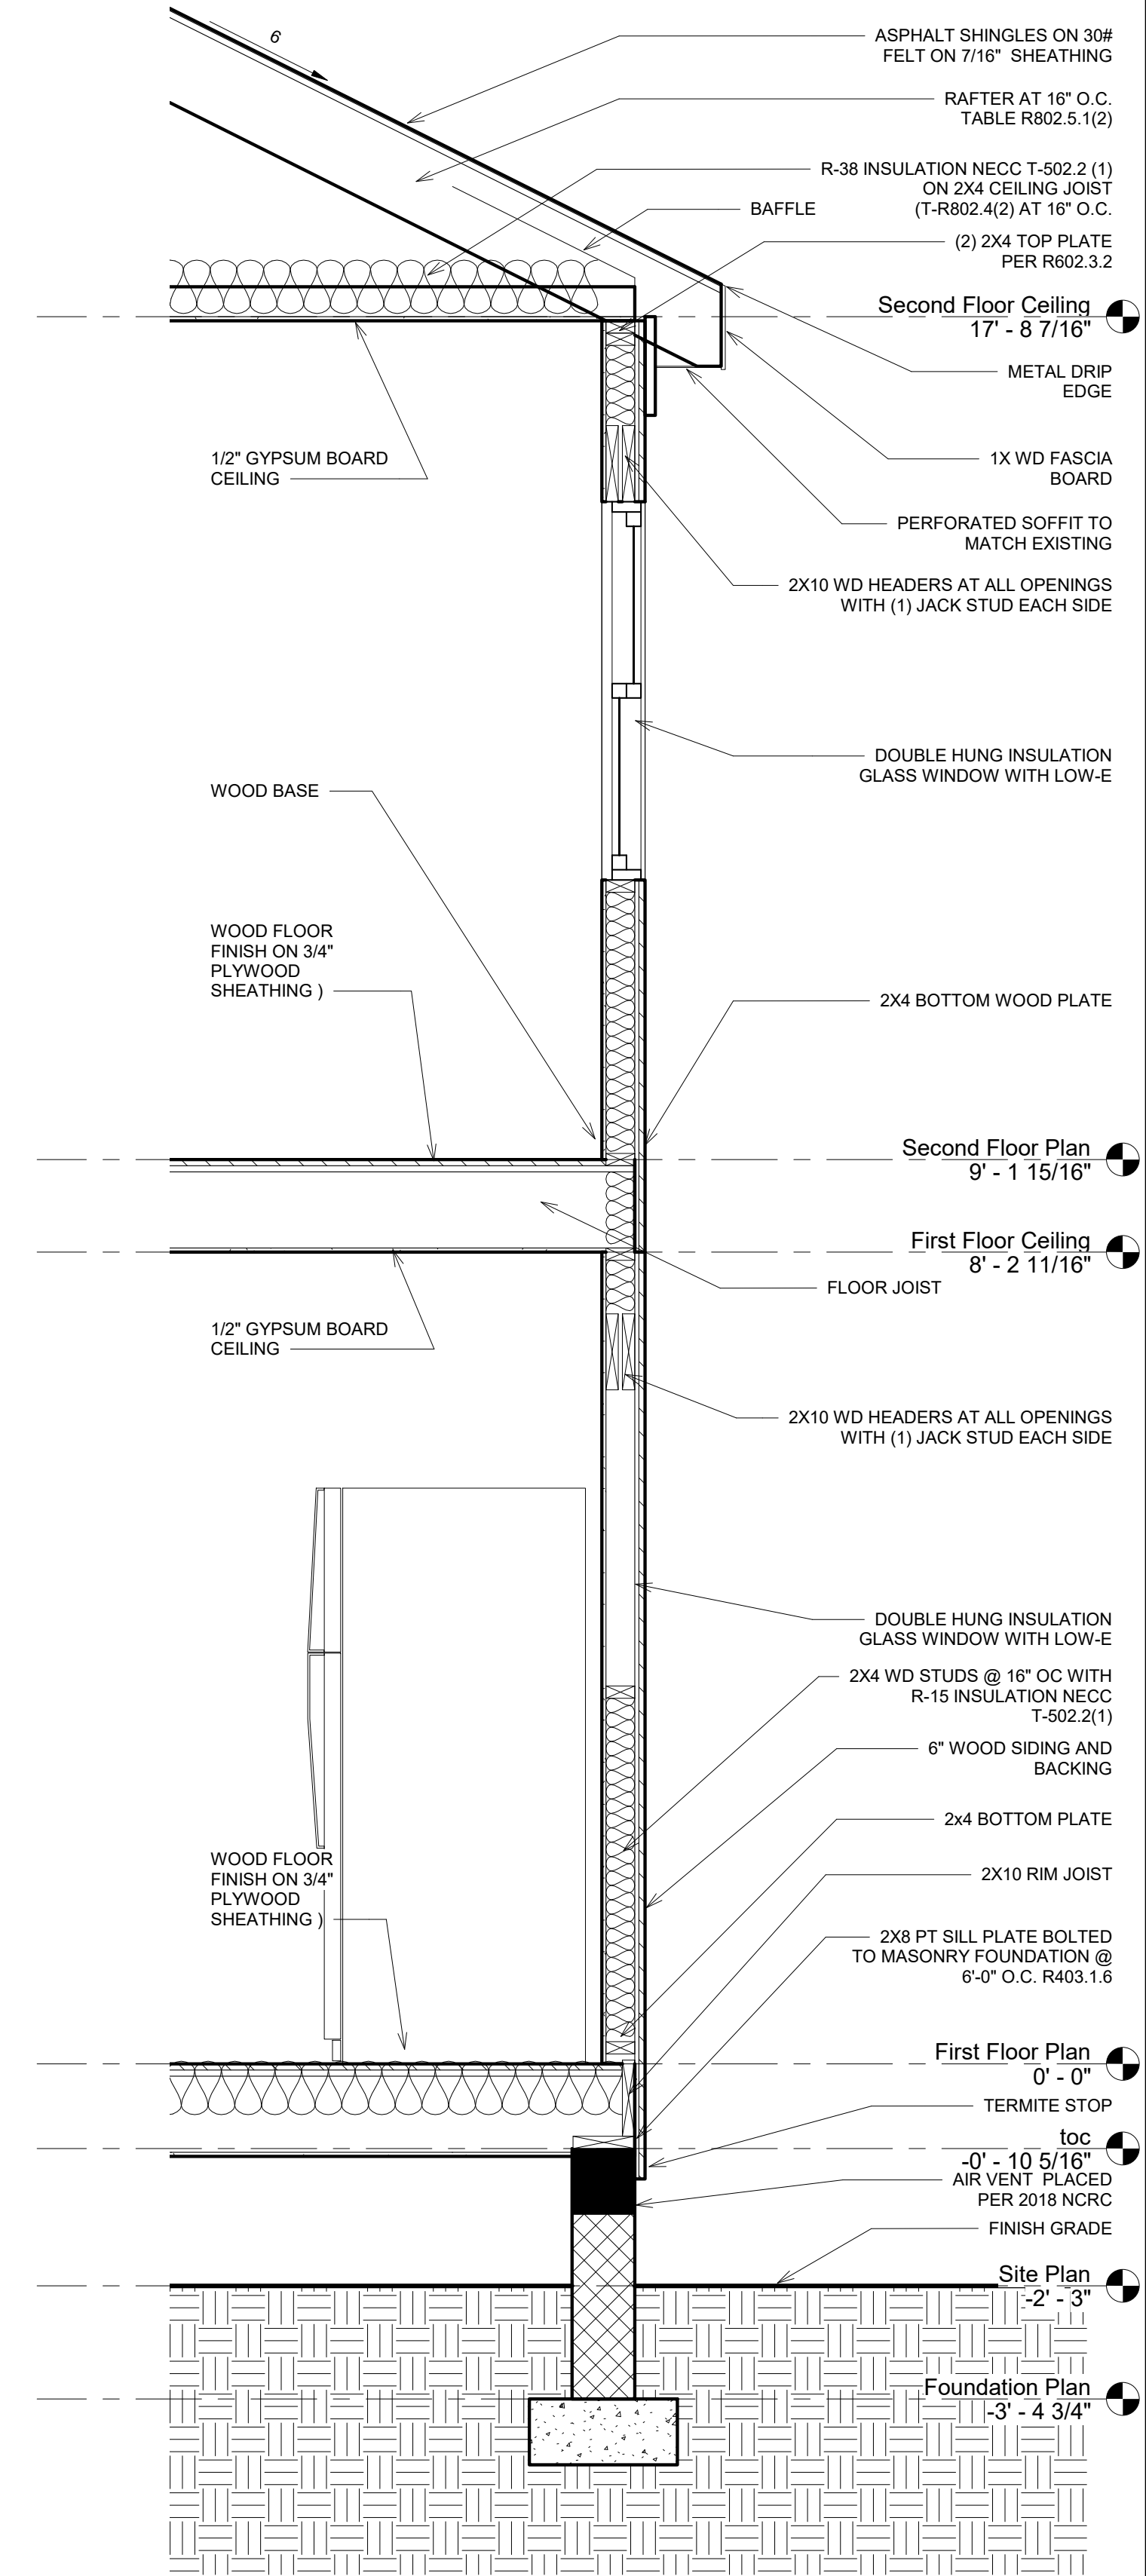 6
ASPHALT SHINGLES ON 30#
FELT ON 7/16" SHEATHING
RAFTER AT 16" O.C.
TABLE R802.5.1(2)
R-38 INSULATION NECC T-502.2 (1)
ON 2X4 CEILING JOIST
(T-R802.4(2) AT 16" O.C.
BAFFLE
(2) 2X4 TOP PLATE
PER R602.3.2
Second Floor Ceiling
17' - 8 7/16"
METAL DRIP
EDGE
1/2" GYPSUM BOARD
CEILING
1X WD FASCIA
BOARD
PERFORATED SOFFIT TO
MATCH EXISTING
2X10 WD HEADERS AT ALL OPENINGS
WITH (1) JACK STUD EACH SIDE
DOUBLE HUNG INSULATION
GLASS WINDOW WITH LOW-E
WOOD BASE
WOOD FLOOR
FINISH ON 3/4"
PLYWOOD
SHEATHING )
2X4 BOTTOM WOOD PLATE
Second Floor Plan
9' - 1 15/16"
First Floor Ceiling
8' - 2 11/16"
FLOOR JOIST
1/2" GYPSUM BOARD
CEILING
2X10 WD HEADERS AT ALL OPENINGS
WITH (1) JACK STUD EACH SIDE
DOUBLE HUNG INSULATION
GLASS WINDOW WITH LOW-E
2X4 WD STUDS @ 16" OC WITH
R-15 INSULATION NECC
T-502.2(1)
6" WOOD SIDING AND
BACKING
2x4 BOTTOM PLATE
WOOD FLOOR
FINISH ON 3/4"
PLYWOOD
SHEATHING )
2X10 RIM JOIST
2X8 PT SILL PLATE BOLTED
TO MASONRY FOUNDATION @
6'-0" O.C. R403.1.6
First Floor Plan
0' - 0"
TERMITE STOP
toc
-0' - 10 5/16"
AIR VENT PLACED
PER 2018 NCRC
FINISH GRADE
Site Plan
-2' - 3"
Foundation Plan
-3' - 4 3/4"